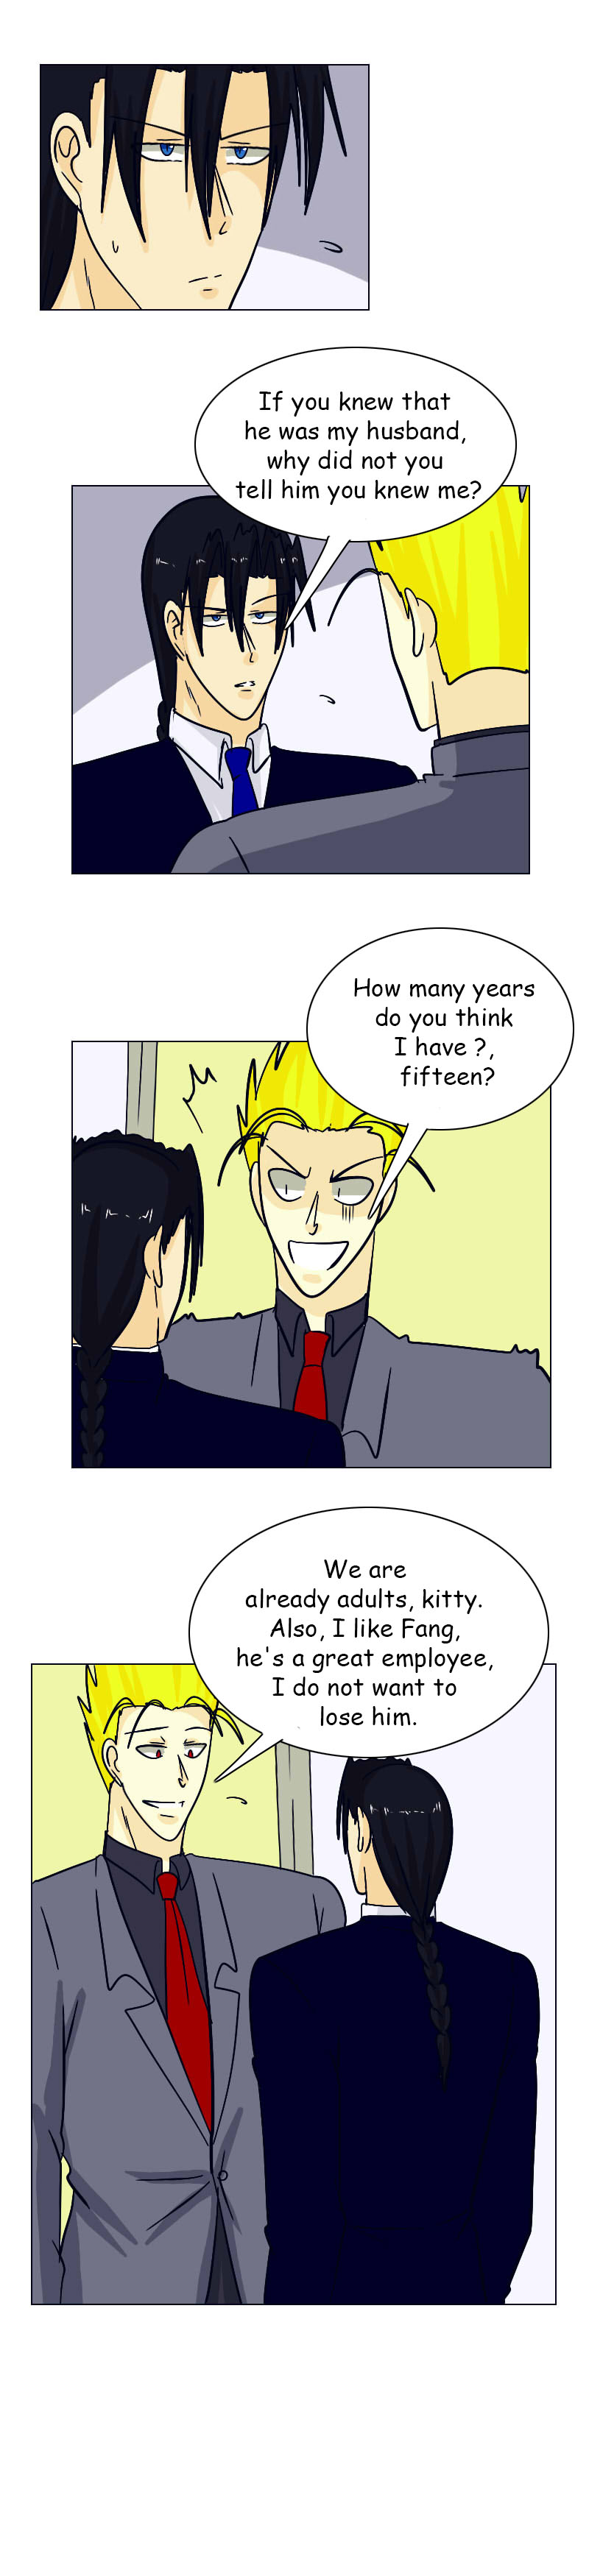 If you knew that
he was my husband,
why did not you
tell him you knew me?
How many years
do you think
I have ?,
fifteen?
We are
already adults, kitty.
Also, I like Fang,
he's a great employee,
I do not want to
lose him.